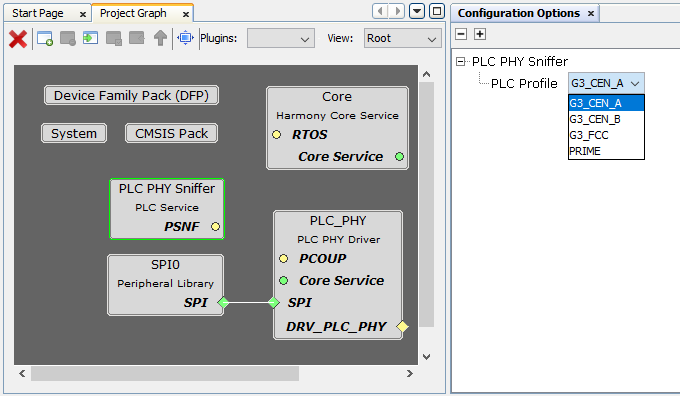 Start Page
Project Graph
Plugins:
View:
Root
Device Family Pack (DFP)
System
CMSIS Pack
Core
Harmony Core Service
RTOS
Core Service
PLC PHY Sniffer
PLC Service
PSNF
SPI0
Peripheral Library
SPI
PLC_PHY
PLC PHY Driver
PCOUP
Core Service
SPI
DRV_PLC_PHY
Configuration Options
PLC PHY Sniffer
PLC Profile
G3_CEN_A
G3_CEN_A
G3_CEN_B
G3_FCC
PRIME